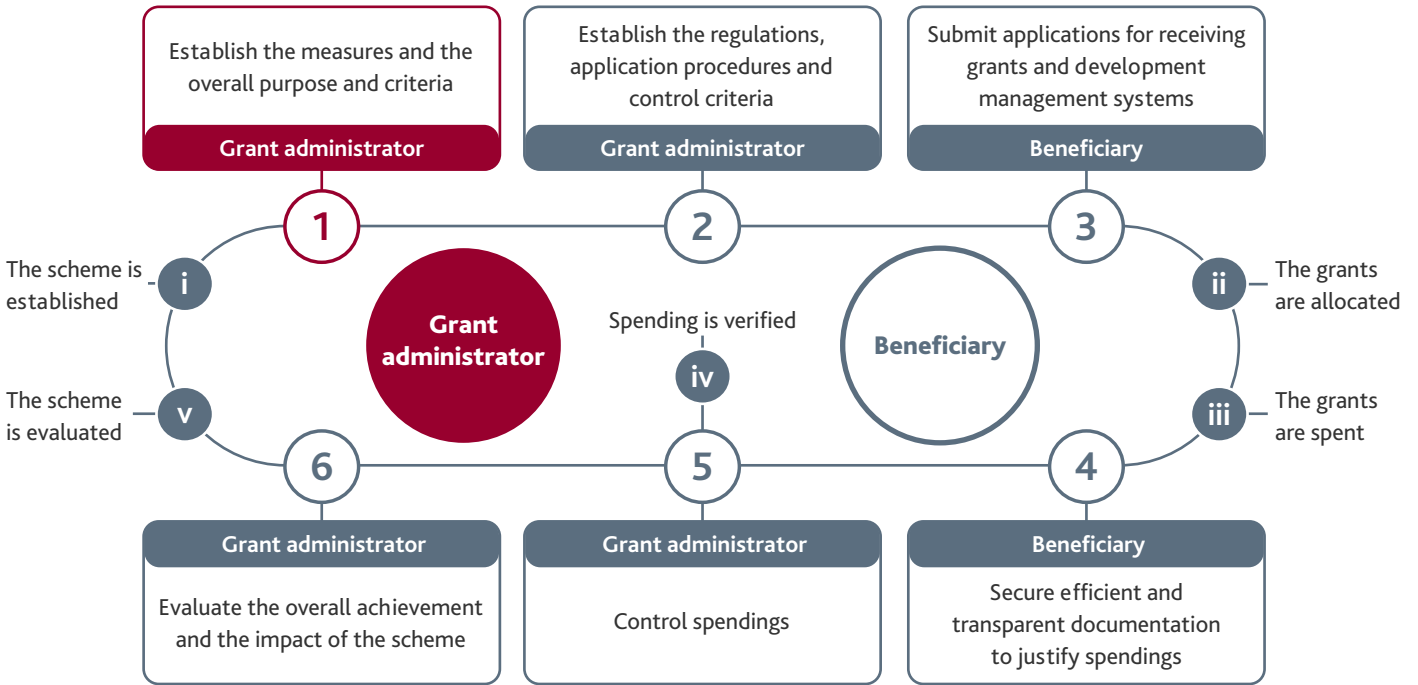 Establish the measures and the
overall purpose and criteria
Grant administrator
Establish the regulations,
application procedures and
control criteria
Grant administrator
Submit applications for receiving
grants and development
management systems
Beneficiary
1
2
3
The scheme is
established
i
Grant
administrator
Spending is verified
iv
Beneficiary
ii
The grants
are allocated
The scheme
is evaluated
v
iii
The grants
are spent
6
5
4
Grant administrator
Evaluate the overall achievement
and the impact of the scheme
Grant administrator
Control spendings
Beneficiary
Secure efficient and
transparent documentation
to justify spendings